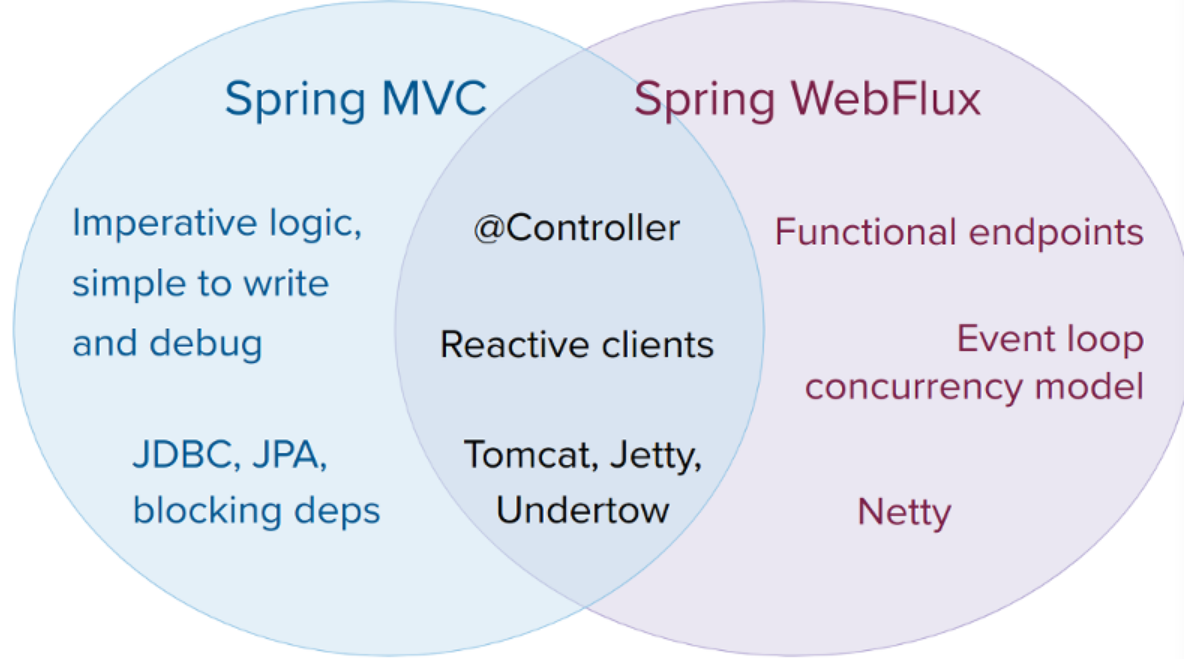 Spring MVC
Spring WebFlux
Imperative logic,
simple to write
and debug
JDBC, JPA,
blocking deps
@Controller
Reactive clients
Tomcat, Jetty,
Undertow
Functional endpoints
Event loop
concurrency model
Netty